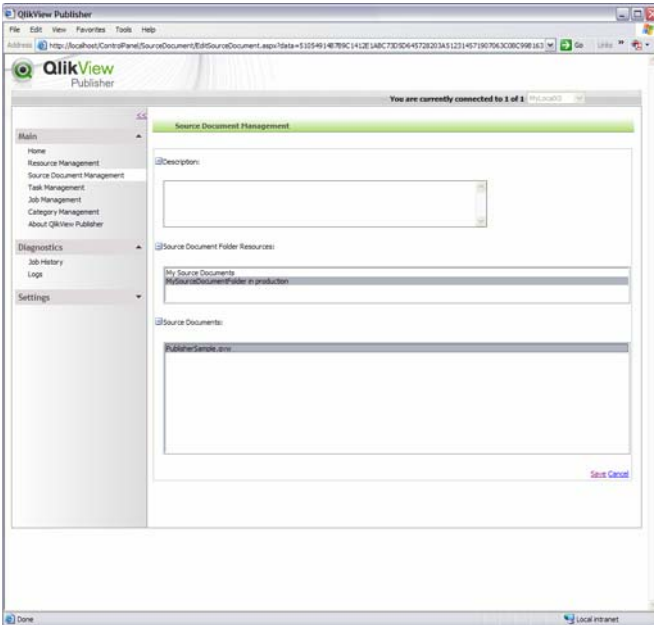 QlikView Publisher
File Edit View Favorites Tools Help
Address Go Links
QlikView
Publisher
You are currently connected to 1 of 1
<<
Source Document Management
Main
Home
Resource Management
Source Document Management
Task Management
Job Management
Category Management
About QlikView Publisher
Diagnostics
Job History
Logs
Settings
Description:
Source Document Folder Resources:
My Source Documents
MySourceDocumentFolder in production
Source Documents:
PublisherSample.qvw
Save Cancel
Done Local intranet